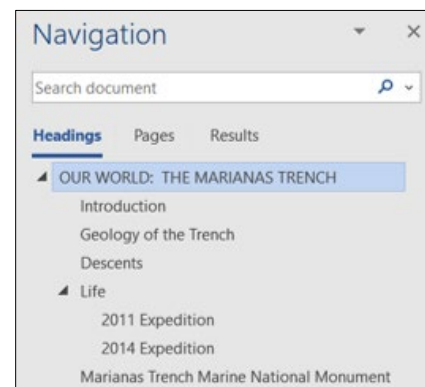 Navigation
Search document
Headings Pages Results
OUR WORLD: THE MARIANAS TRENCH
Introduction
Geology of the Trench
Descents
Life
2011 Expedition
2014 Expedition
Marianas Trench Marine National Monument